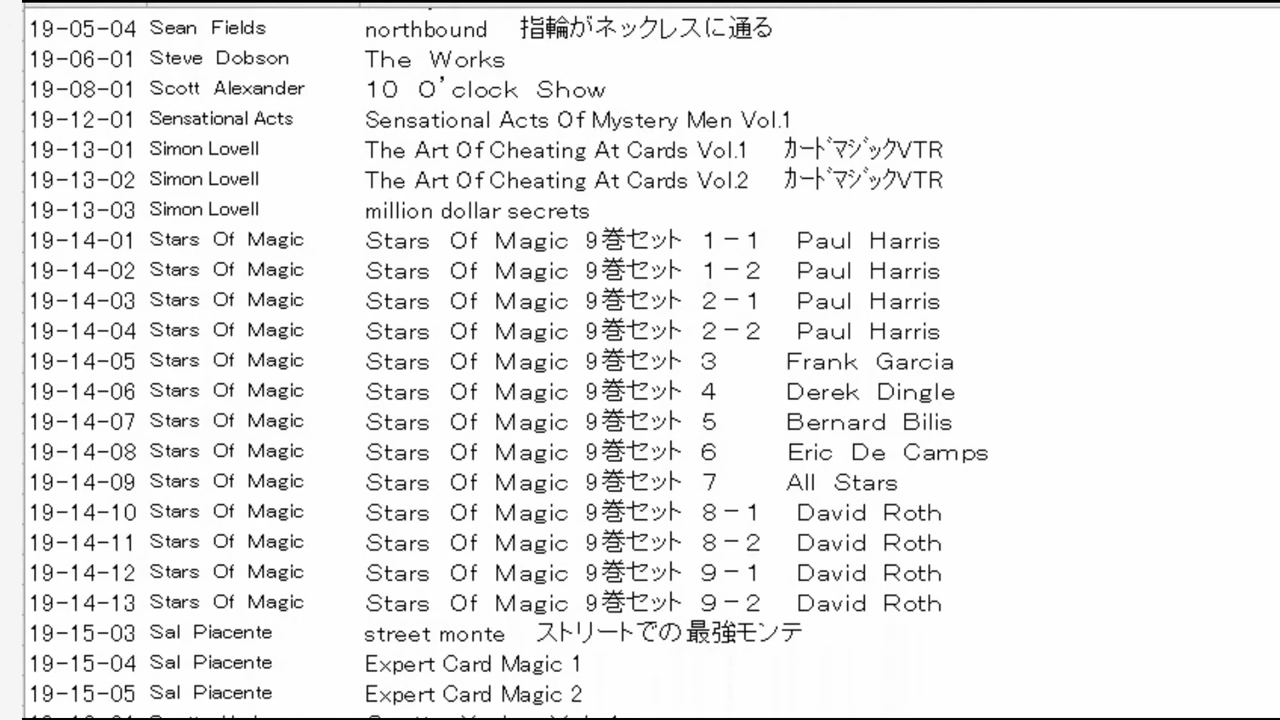 19-05-04 Sean Fields northbound 指輪がネックレスに通る
19-06-01 Steve Dobson The Works
19-08-01 Scott Alexander 10 O'clock Show
19-12-01 Sensational Acts Sensational Acts Of Mystery Men Vol.1
19-13-01 Simon Lovell The Art Of Cheating At Cards Vol.1 ｶｰﾄﾞﾏｼﾞｯｸVTR
19-13-02 Simon Lovell The Art Of Cheating At Cards Vol.2 ｶｰﾄﾞﾏｼﾞｯｸVTR
19-13-03 Simon Lovell million dollar secrets
19-14-01 Stars Of Magic Stars Of Magic 9巻セット 1－1 Paul Harris
19-14-02 Stars Of Magic Stars Of Magic 9巻セット 1－2 Paul Harris
19-14-03 Stars Of Magic Stars Of Magic 9巻セット 2－1 Paul Harris
19-14-04 Stars Of Magic Stars Of Magic 9巻セット 2－2 Paul Harris
19-14-05 Stars Of Magic Stars Of Magic 9巻セット 3 Frank Garcia
19-14-06 Stars Of Magic Stars Of Magic 9巻セット 4 Derek Dingle
19-14-07 Stars Of Magic Stars Of Magic 9巻セット 5 Bernard Bilis
19-14-08 Stars Of Magic Stars Of Magic 9巻セット 6 Eric De Camps
19-14-09 Stars Of Magic Stars Of Magic 9巻セット 7 All Stars
19-14-10 Stars Of Magic Stars Of Magic 9巻セット 8－1 David Roth
19-14-11 Stars Of Magic Stars Of Magic 9巻セット 8－2 David Roth
19-14-12 Stars Of Magic Stars Of Magic 9巻セット 9－1 David Roth
19-14-13 Stars Of Magic Stars Of Magic 9巻セット 9－2 David Roth
19-15-03 Sal Piacente street monte ストリートでの最強モンテ
19-15-04 Sal Piacente Expert Card Magic 1
19-15-05 Sal Piacente Expert Card Magic 2